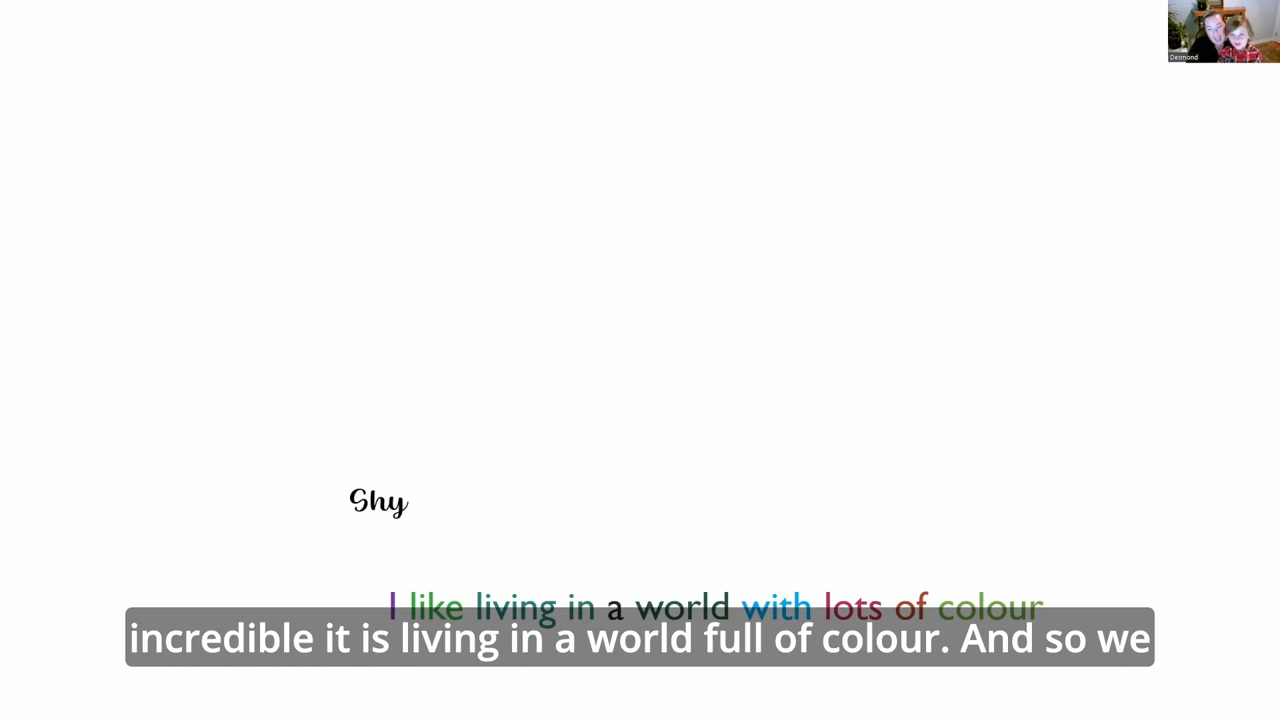 Desmond
Shy
I like living in a world with lots of colour
incredible it is living in a world full of colour. And so we